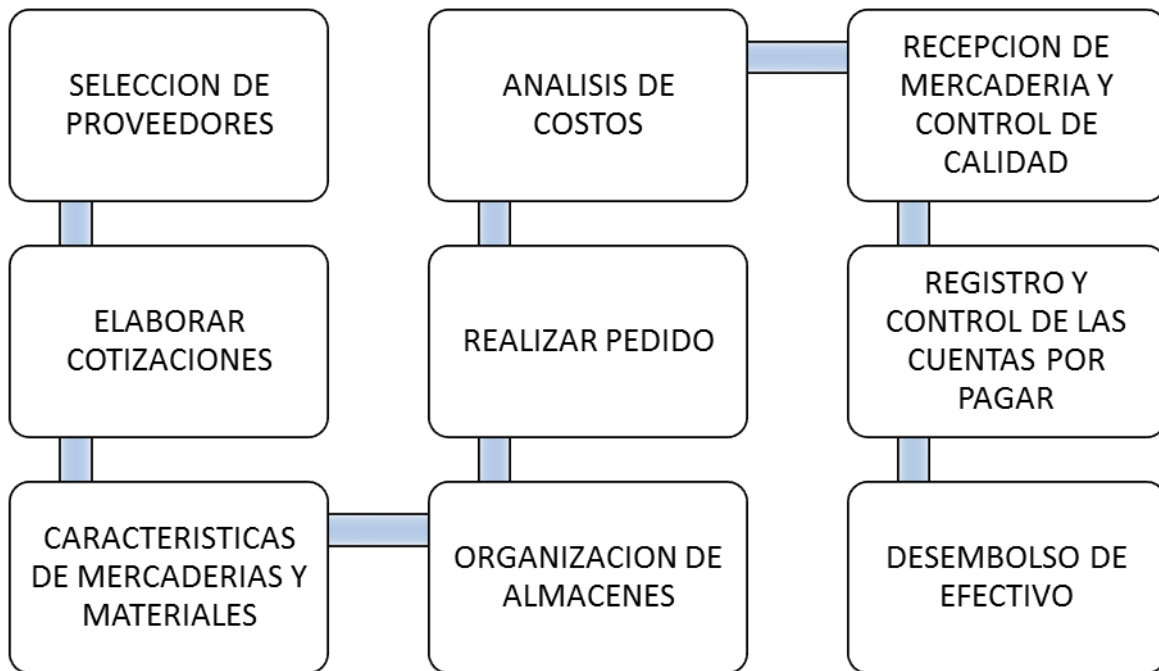 SELECCION DE
PROVEEDORES
ELABORAR
COTIZACIONES
CARACTERISTICAS
DE MERCADERIAS Y
MATERIALES
ORGANIZACION DE
ALMACENES
REALIZAR PEDIDO
ANALISIS DE
COSTOS
RECEPCION DE
MERCADERIA Y
CONTROL DE
CALIDAD
REGISTRO Y
CONTROL DE LAS
CUENTAS POR
PAGAR
DESEMBOLSO DE
EFECTIVO